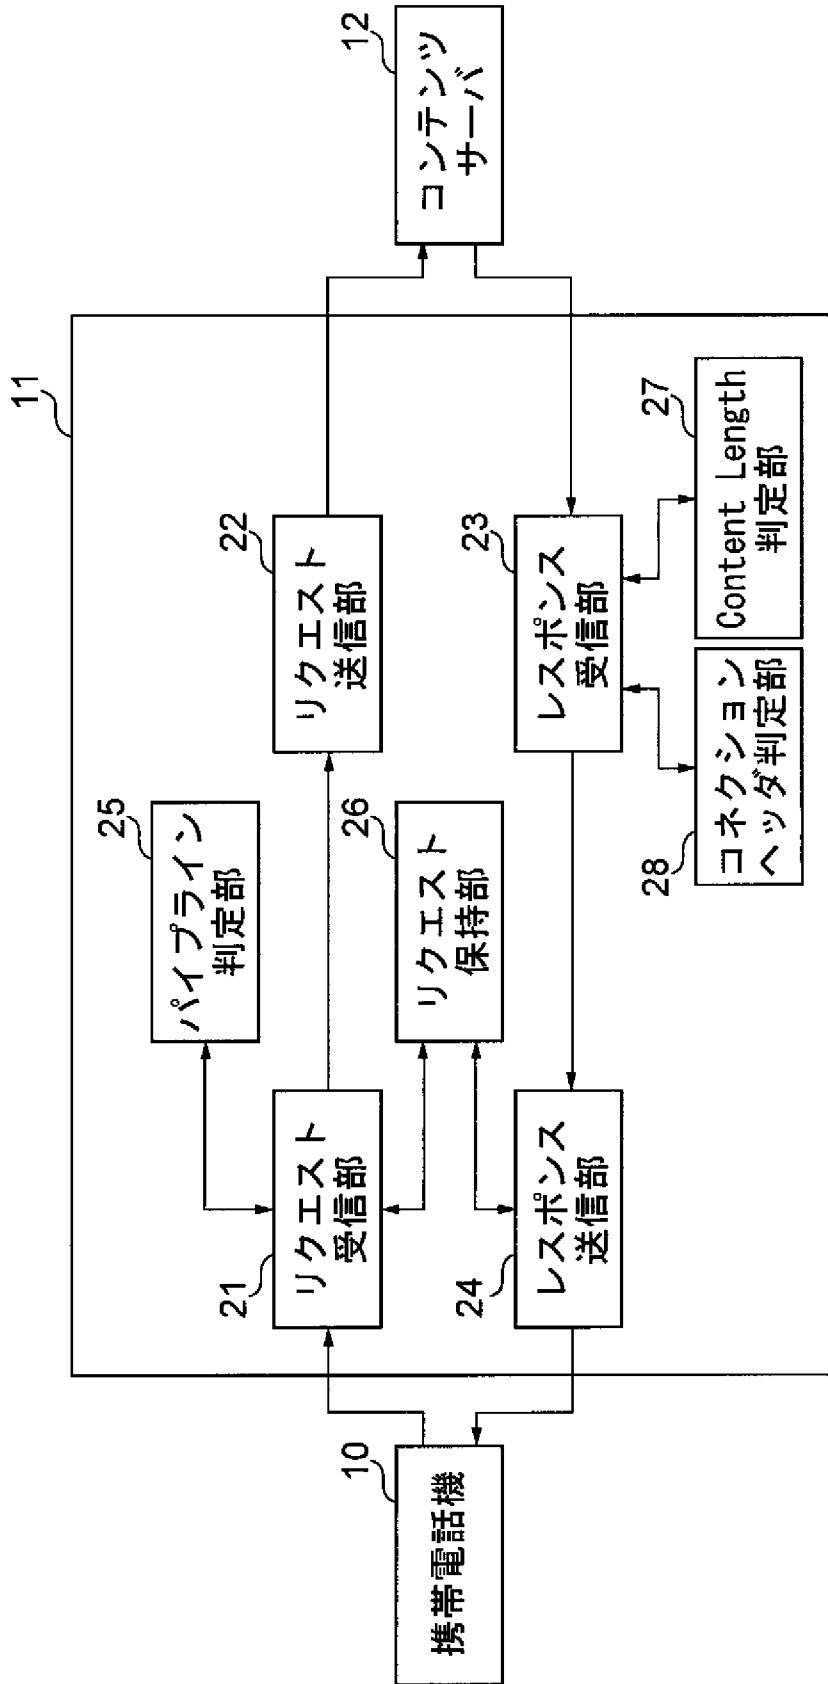 11
10
携帯電話機
21
リクエスト
受信部
25
パイプライン
判定部
22
リクエスト
送信部
26
リクエスト
保持部
24
レスポンス
送信部
23
レスポンス
受信部
28
コネクション
ヘッダ判定部
27
Content Length
判定部
12
コンテンツ
サーバ